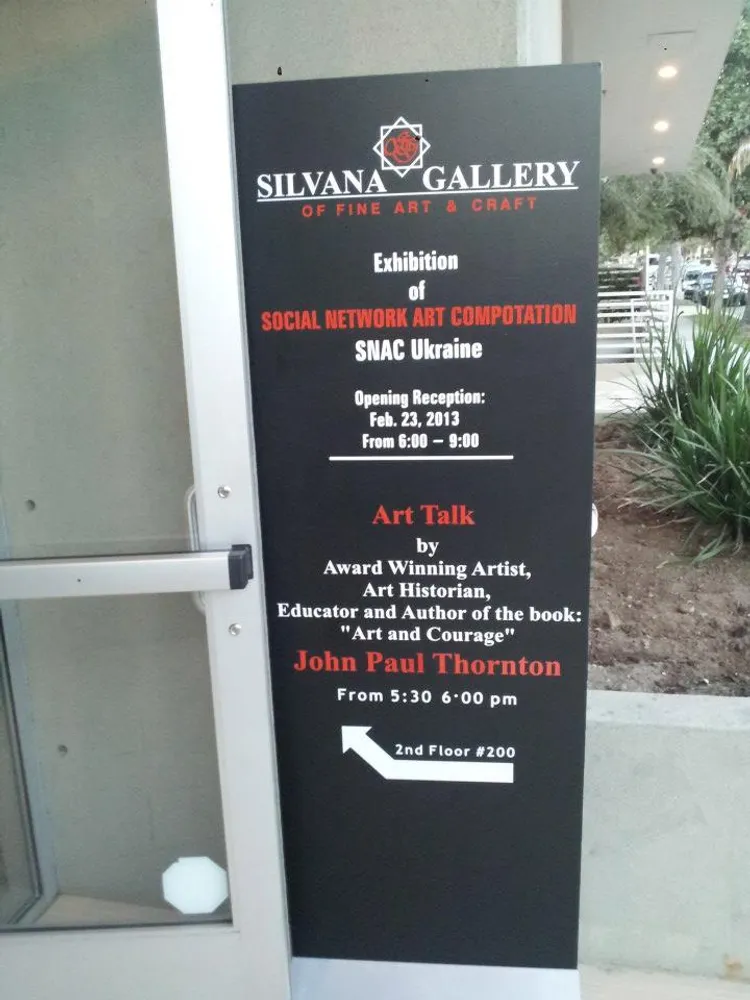 SILVANA GALLERY
OF FINE ART & CRAFT
Exhibition
of
SOCIAL NETWORK ART COMPOTATION
SNAC Ukraine
Opening Reception:
Feb. 23, 2013
From 6:00 – 9:00
Art Talk
by
Award Winning Artist,
Art Historian,
Educator and Author of the book:
"Art and Courage"
John Paul Thornton
From 5:30 6:00 pm
2nd Floor #200